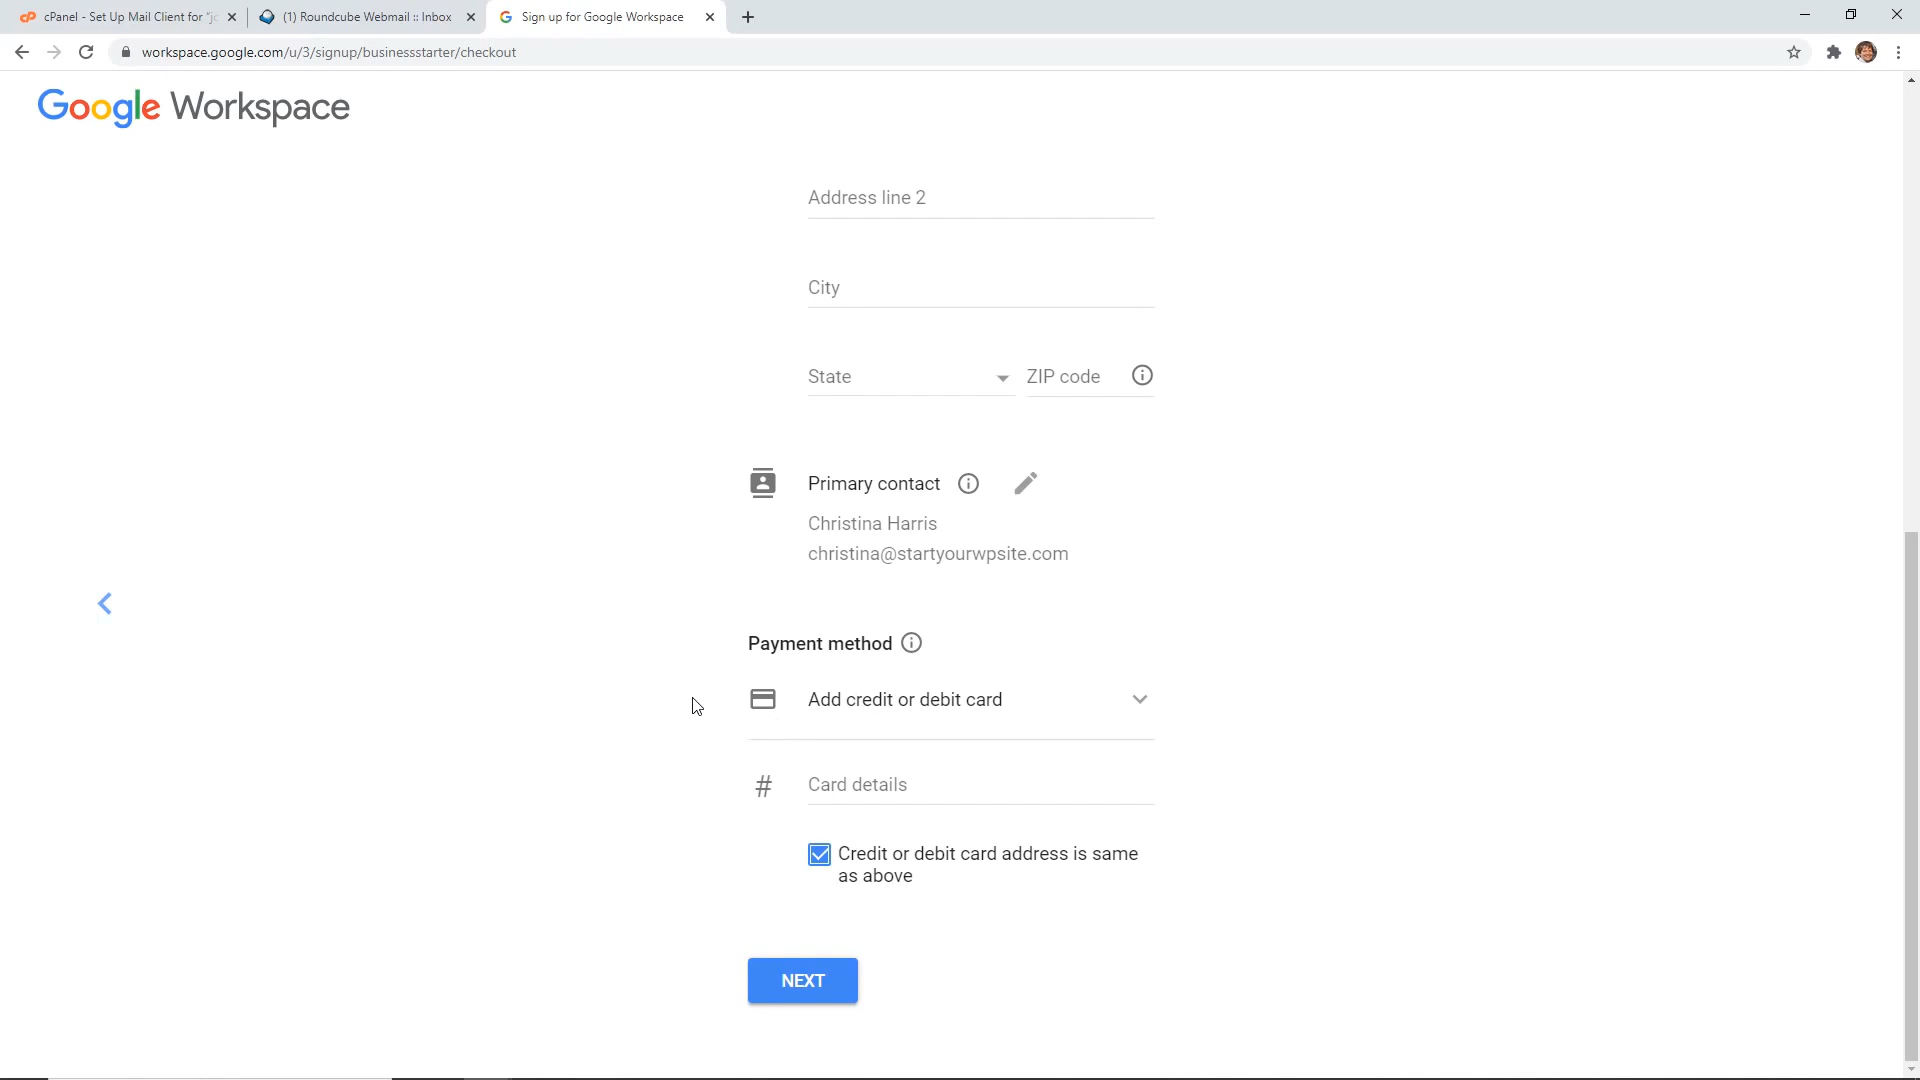 cPanel - Set Up Mail Client for "jc
(1) Roundcube Webmail :: Inbox
Sign up for Google Workspace
workspace.google.com/u/3/signup/businessstarter/checkout
Google Workspace
Address line 2
City
State
ZIP code
Primary contact
Christina Harris
christina@startyourwpsite.com
Payment method
Add credit or debit card
# Card details
Credit or debit card address is same
as above
NEXT